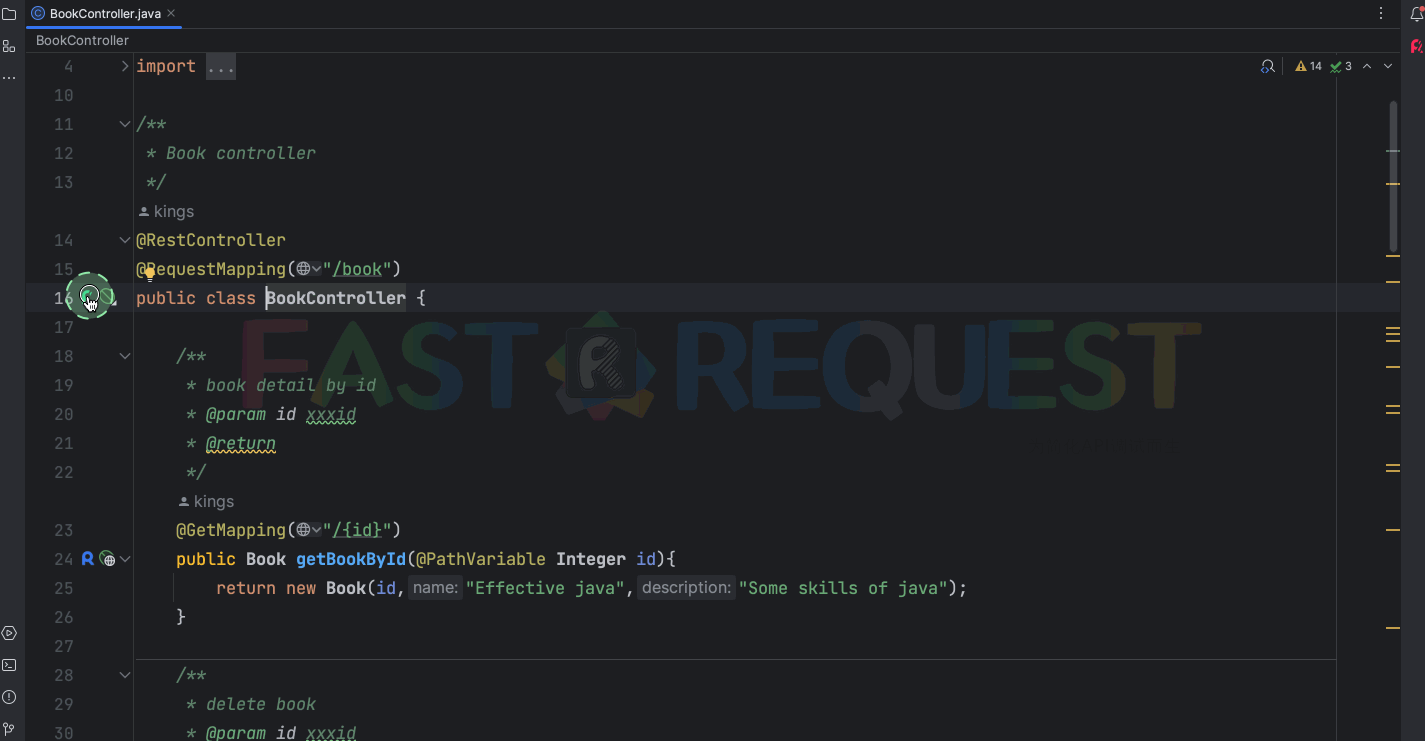 BookController.java
BookController
4 import ...
14 3
10
11 /**
12 * Book controller
13 */
kings
14 @RestController
15 @RequestMapping("/book")
16 public class BookController {
17
FAST REQUEST
18 /**
19 * book detail by id
20 * @param id xxxid
21 * @return
22 */
kings
23 @GetMapping("/{id}")
24 public Book getBookById(@PathVariable Integer id){
25 return new Book(id, name: "Effective java", description: "Some skills of java");
26 }
27
28 /**
29 * delete book
30 * @param id xxxid